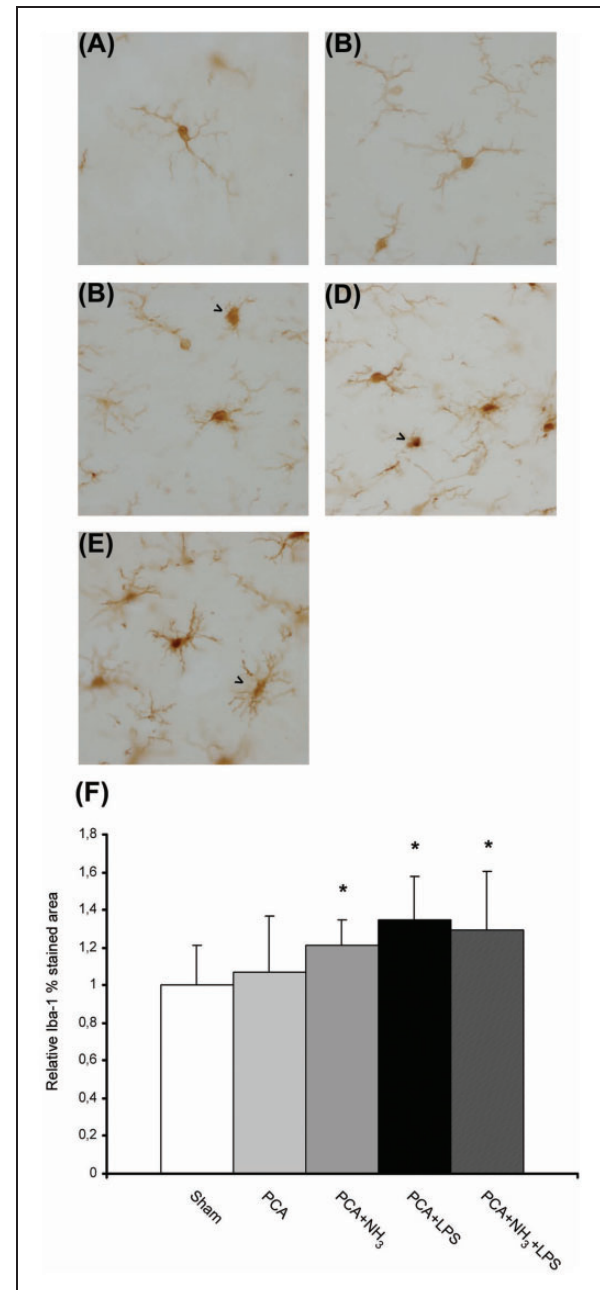 (A)
(B)
(B)
(D)
(E)
(F)
Relative Iba-1 % stained area
1,8
1,6
1,4
1,2
1
0,8
0,6
0,4
0,2
0
*
*
*
Sham
PCA
PCA+NH₃
PCA+LPS
PCA+NH₃+LPS